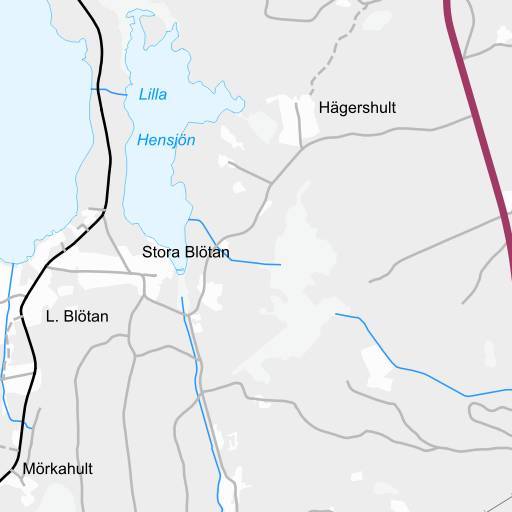 Lilla
Hägershult
Hensjön
Stora Blötan
L. Blötan
Mörkahult